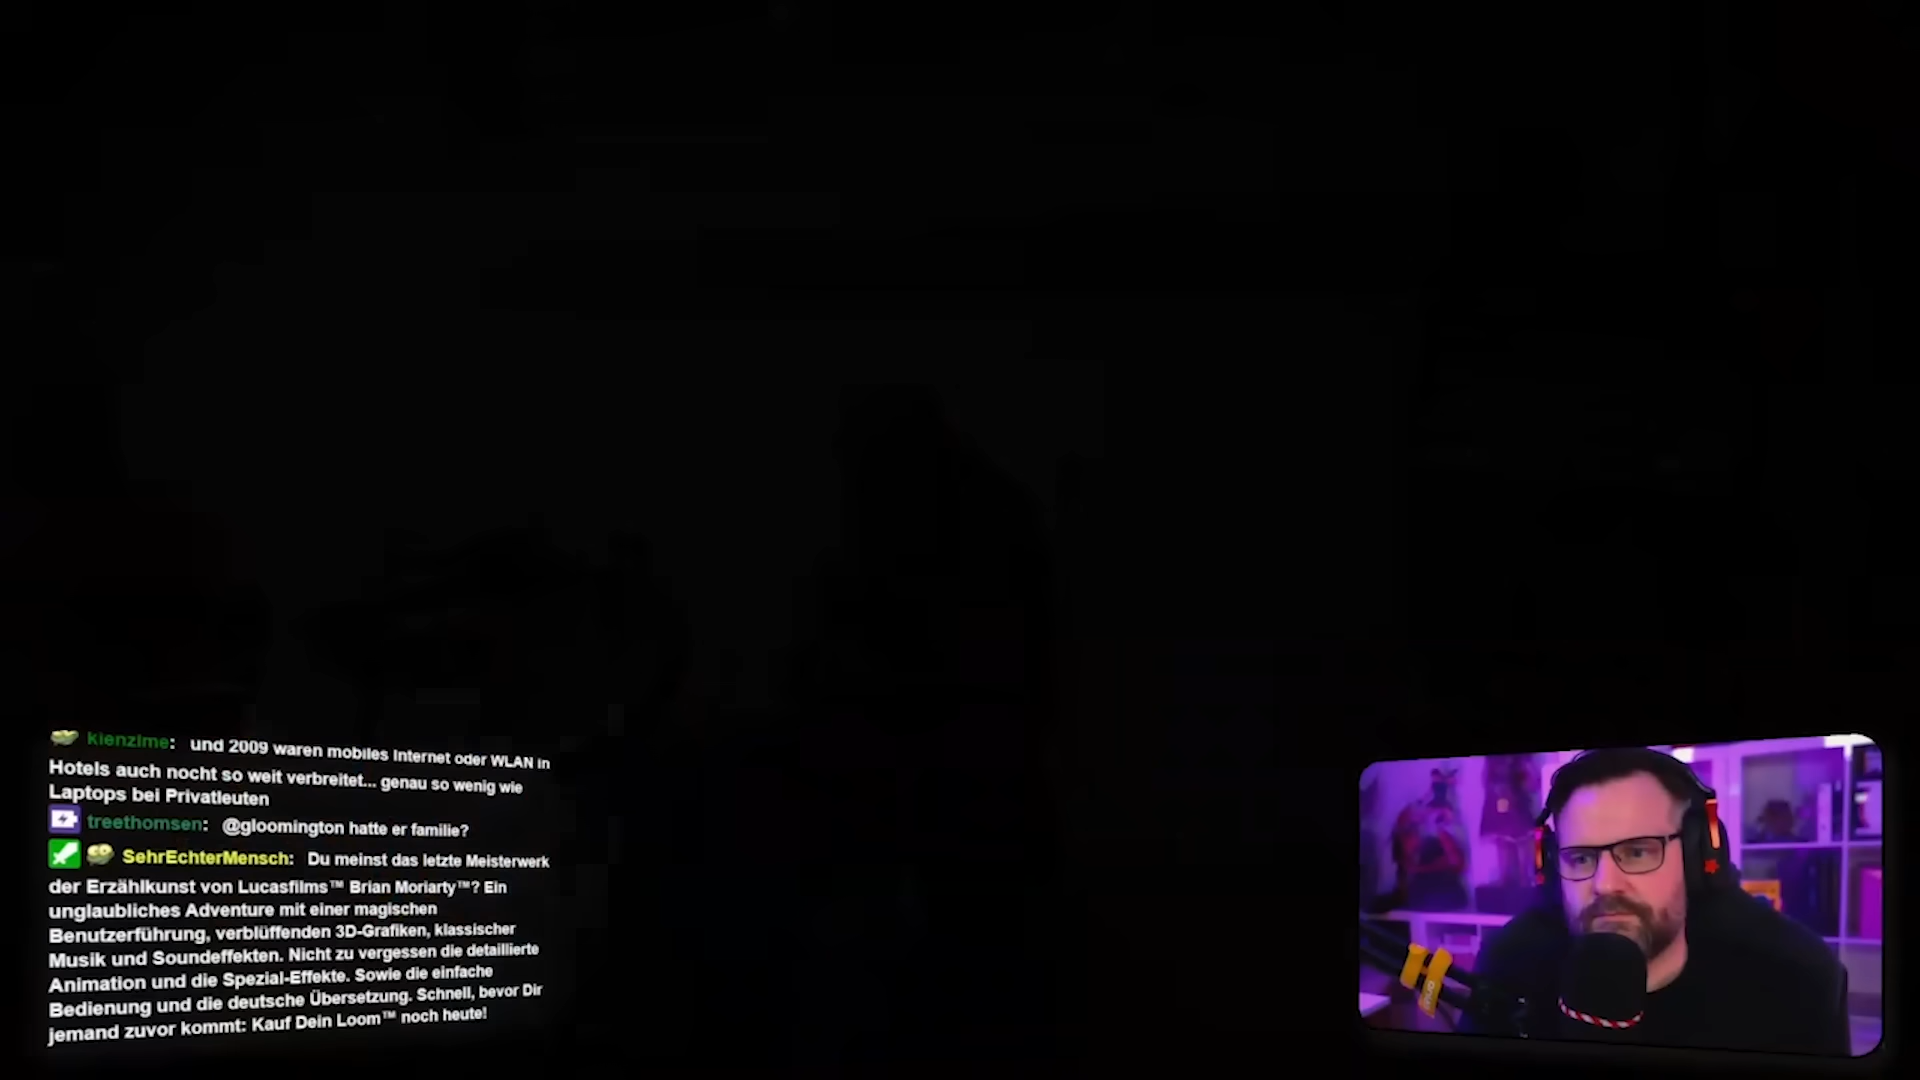 kienzlme: und 2009 waren mobiles Internet oder WLAN in
Hotels auch nocht so weit verbreitet... genau so wenig wie
Laptops bei Privatleuten
treethomsen: @gloomington hatte er familie?
SehrEchterMensch: Du meinst das letzte Meisterwerk
der Erzählkunst von Lucasfilms™ Brian Moriarty™? Ein
unglaubliches Adventure mit einer magischen
Benutzerführung, verblüffenden 3D-Grafiken, klassischer
Musik und Soundeffekten. Nicht zu vergessen die detaillierte
Animation und die Spezial-Effekte. Sowie die einfache
Bedienung und die deutsche Übersetzung. Schnell, bevor Dir
jemand zuvor kommt: Kauf Dein Loom™ noch heute!